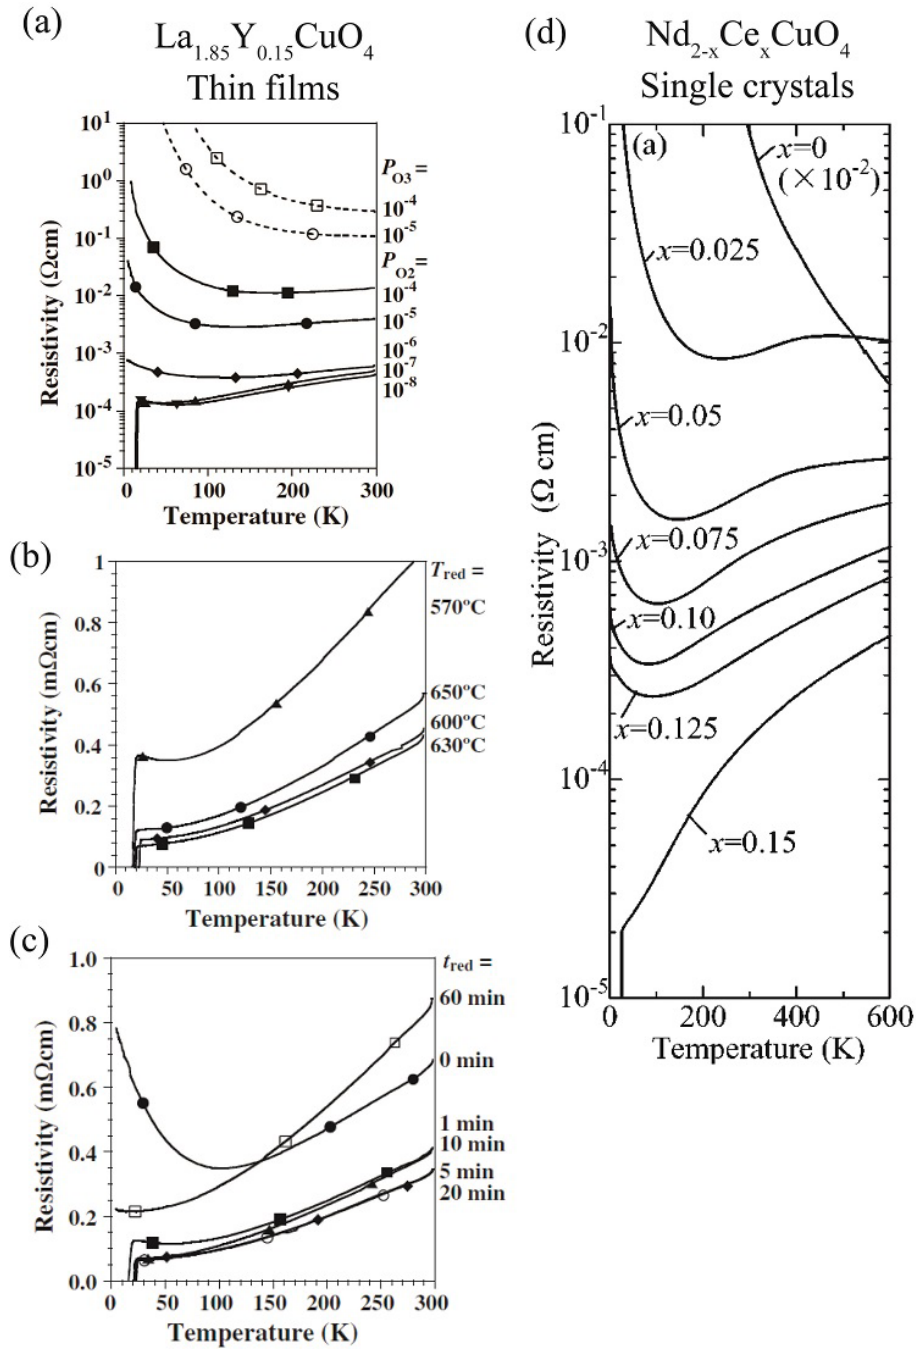 (a)
La1.85Y0.15CuO4
Thin films
Resistivity (Ωcm)
10^1
10^0
10^-1
10^-2
10^-3
10^-4
10^-5
0
100
200
300
Temperature (K)
PO3 =
10^-4
10^-5
PO2=
10^-4
10^-5
10^-6
10^-7
10^-8
(b)
Resistivity (mΩcm)
1
0.8
0.6
0.4
0.2
0
0 50 100 150 200 250 300
Temperature (K)
Tred =
570ºC
650ºC
600ºC
630ºC
(c)
Resistivity (mΩcm)
1.0
0.8
0.6
0.4
0.2
0.0
0 50 100 150 200 250 300
Temperature (K)
tred =
60 min
0 min
1 min
10 min
5 min
20 min
(d)
Nd2-xCexCuO4
Single crystals
(a)
Resistivity (Ω cm)
10^-1
10^-2
10^-3
10^-4
10^-5
x=0
(×10^-2)
x=0.025
x=0.05
x=0.075
x=0.10
x=0.125
x=0.15
0 200 400 600
Temperature (K)